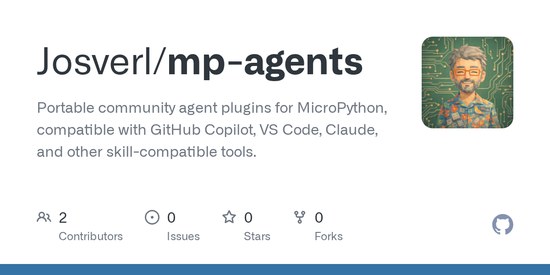 Josverl/mp-agents
Portable community agent plugins for MicroPython,
compatible with GitHub Copilot, VS Code, Claude,
and other skill-compatible tools.
2 0 0 0
Contributors Issues Stars Forks